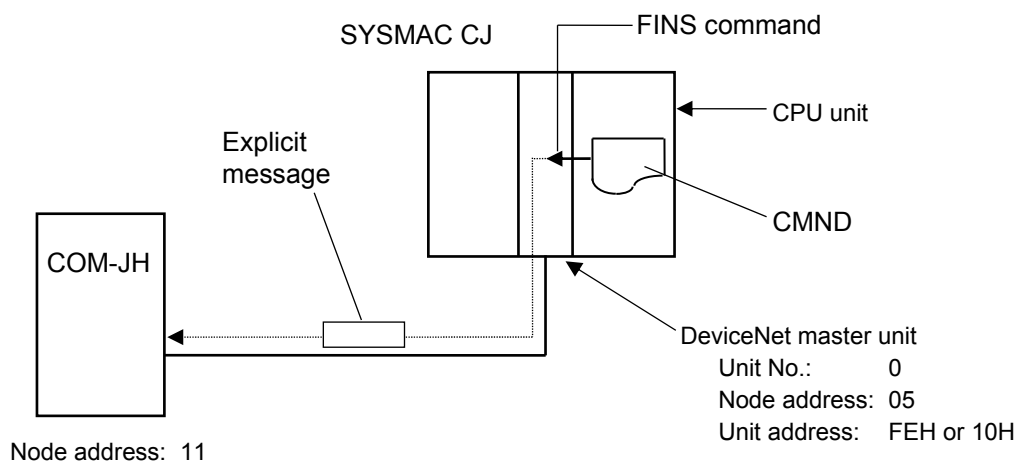 SYSMAC CJ
FINS command
CPU unit
Explicit
message
CMND
COM-JH
DeviceNet master unit
Unit No.: 0
Node address: 05
Unit address: FEH or 10H
Node address: 11